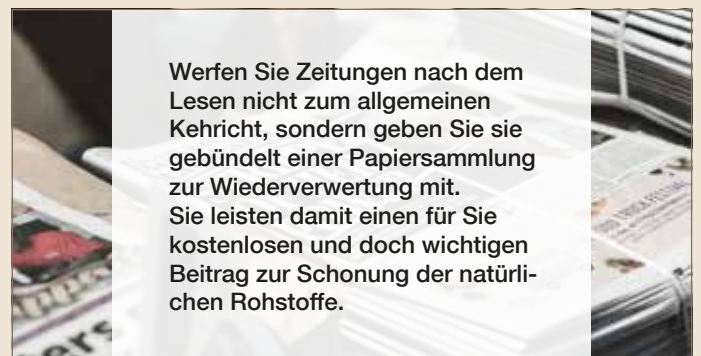 Werfen Sie Zeitungen nach dem
Lesen nicht zum allgemeinen
Kehricht, sondern geben Sie sie
gebündelt einer Papiersammlung
zur Wiederverwertung mit.
Sie leisten damit einen für Sie
kostenlosen und doch wichtigen
Beitrag zur Schonung der natürli-
chen Rohstoffe.